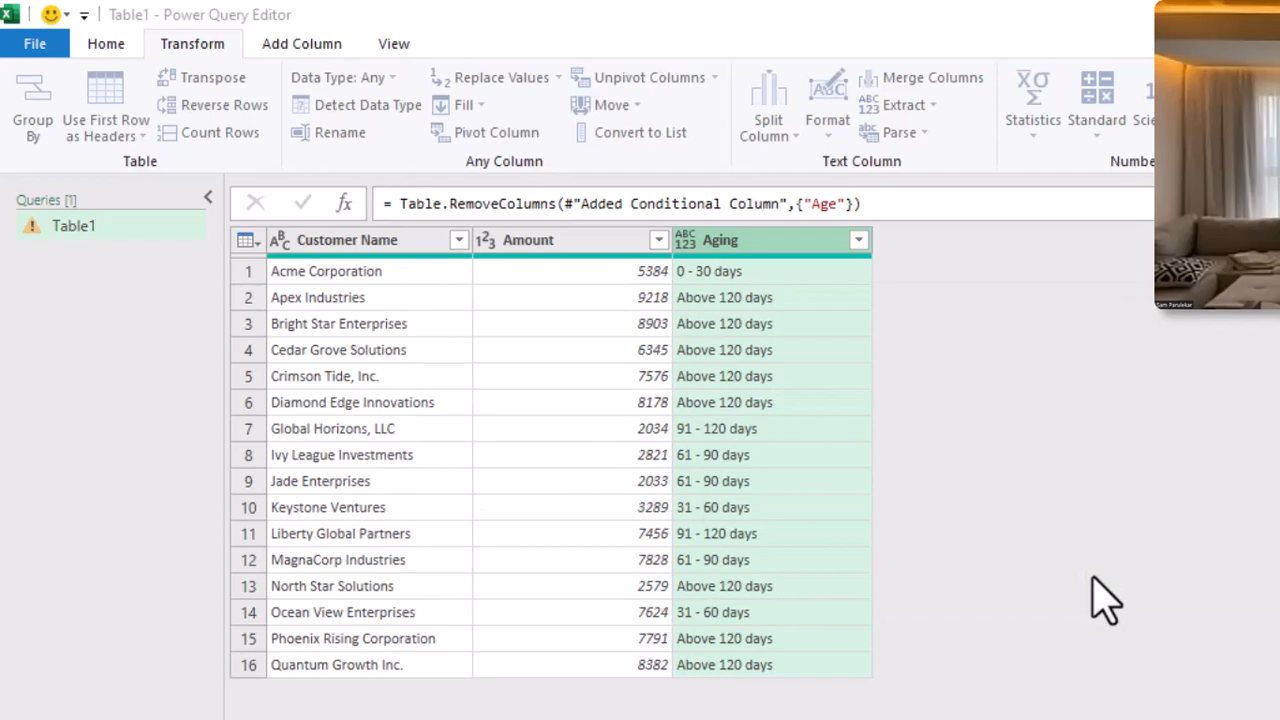 Table1 - Power Query Editor
File Home Transform Add Column View
Group By
Use First Row as Headers
Transpose
Reverse Rows
Count Rows
Table
Data Type: Any
Detect Data Type
Rename
Replace Values
Fill
Pivot Column
Unpivot Columns
Move
Convert to List
Any Column
Split Column
Format
Merge Columns
Extract
Parse
Text Column
Statistics
Standard
Queries [1]
Table1
fx = Table.RemoveColumns(#"Added Conditional Column",{"Age"})
Customer Name Amount Aging
1 Acme Corporation 5384 0 - 30 days
2 Apex Industries 9218 Above 120 days
3 Bright Star Enterprises 8903 Above 120 days
4 Cedar Grove Solutions 6345 Above 120 days
5 Crimson Tide, Inc. 7576 Above 120 days
6 Diamond Edge Innovations 8178 Above 120 days
7 Global Horizons, LLC 2034 91 - 120 days
8 Ivy League Investments 2821 61 - 90 days
9 Jade Enterprises 2033 61 - 90 days
10 Keystone Ventures 3289 31 - 60 days
11 Liberty Global Partners 7456 91 - 120 days
12 MagnaCorp Industries 7828 61 - 90 days
13 North Star Solutions 2579 Above 120 days
14 Ocean View Enterprises 7624 31 - 60 days
15 Phoenix Rising Corporation 7791 Above 120 days
16 Quantum Growth Inc. 8382 Above 120 days
Sam Parulekar